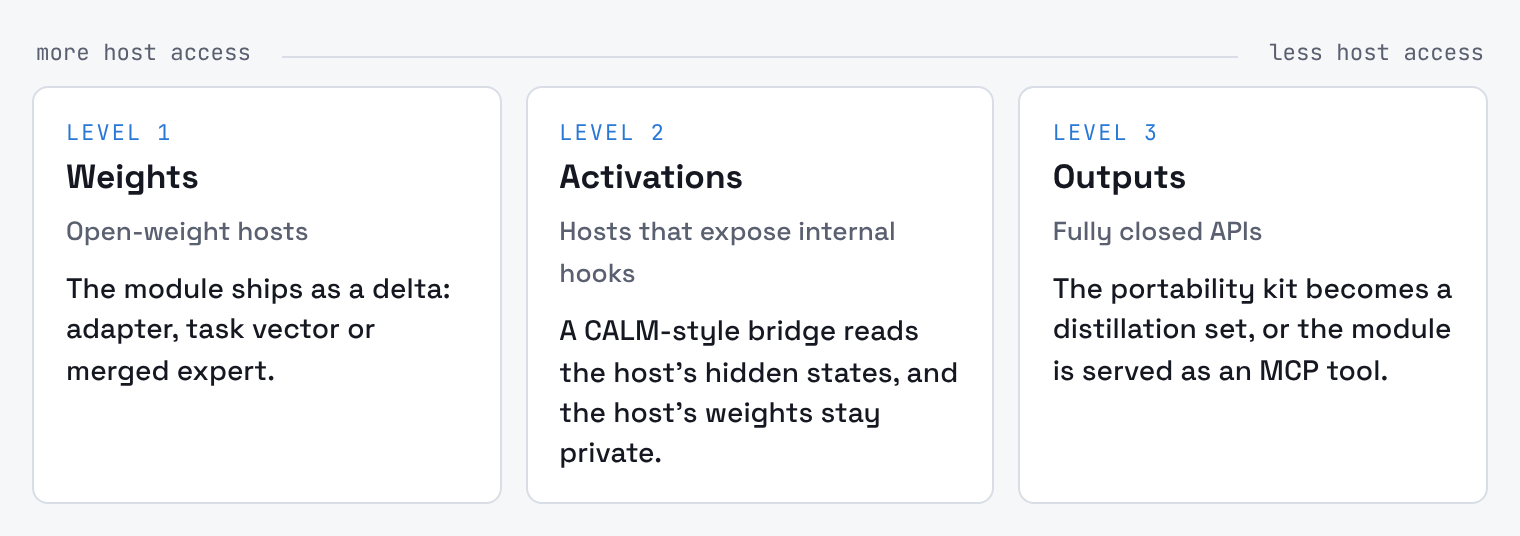 more host access
less host access
LEVEL 1
Weights
Open-weight hosts
The module ships as a delta:
adapter, task vector or
merged expert.
LEVEL 2
Activations
Hosts that expose internal
hooks
A CALM-style bridge reads
the host’s hidden states, and
the host’s weights stay
private.
LEVEL 3
Outputs
Fully closed APIs
The portability kit becomes a
distillation set, or the module
is served as an MCP tool.